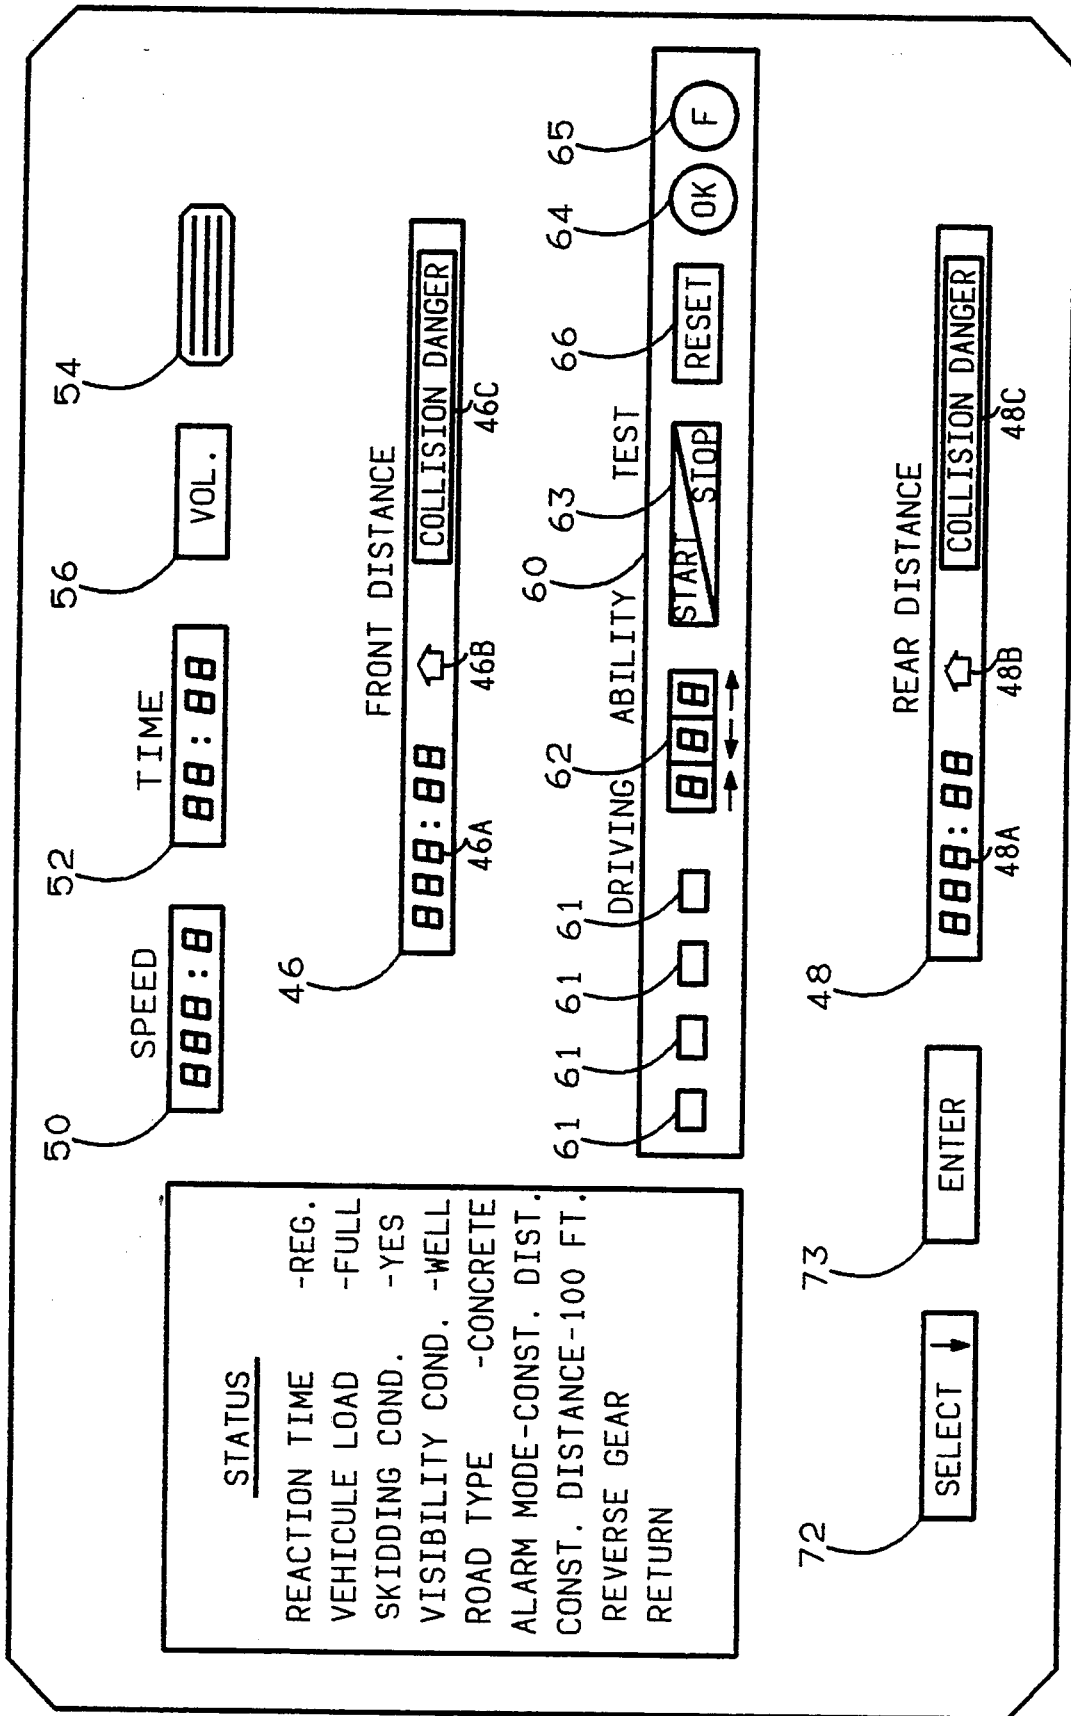 STATUS
REACTION TIME -REG.
VEHICULE LOAD -FULL
SKIDDING COND. -YES
VISIBILITY COND. -WELL
ROAD TYPE -CONCRETE
ALARM MODE-CONST. DIST.
CONST. DISTANCE-100 FT.
REVERSE GEAR
RETURN
50
SPEED
888:8
52
TIME
88:88
56
VOL.
54
46
FRONT DISTANCE
888:88
COLLISION DANGER
46A
46B
46C
DRIVING ABILITY TEST
61
61
61
61
62
60
63
66
64
65
8 8 8
START
STOP
RESET
OK
F
72
SELECT
73
ENTER
48
REAR DISTANCE
888:88
COLLISION DANGER
48A
48B
48C